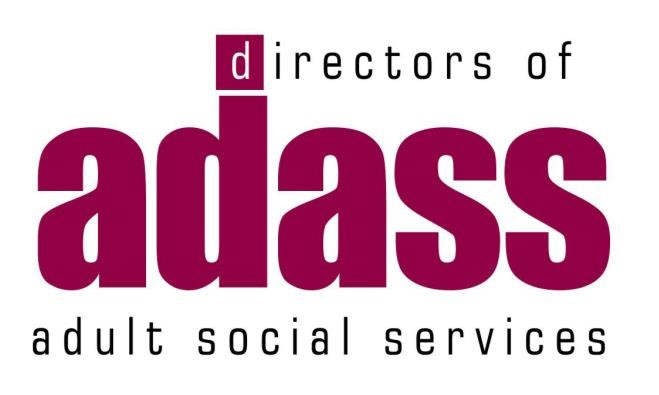 directors of
adass
adult social services